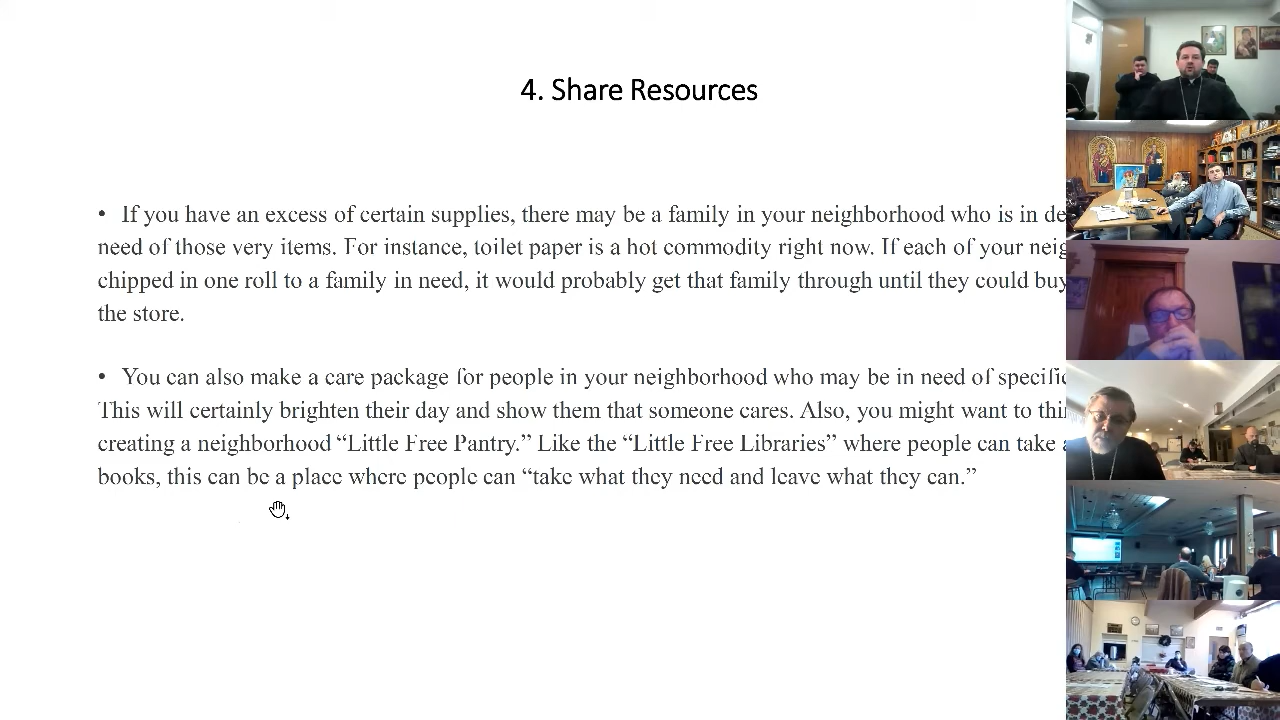 4. Share Resources
• If you have an excess of certain supplies, there may be a family in your neighborhood who is in
need of those very items. For instance, toilet paper is a hot commodity right now. If each of your
chipped in one roll to a family in need, it would probably get that family through until they could buy
the store.
• You can also make a care package for people in your neighborhood who may be in need of
This will certainly brighten their day and show them that someone cares. Also, you might want to
creating a neighborhood “Little Free Pantry.” Like the “Little Free Libraries” where people can take
books, this can be a place where people can “take what they need and leave what they can.”